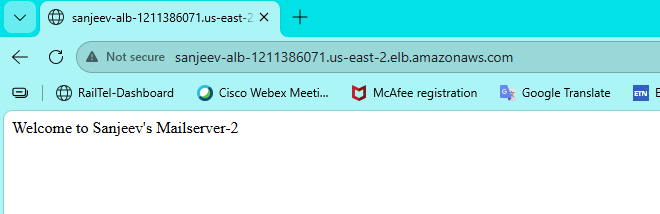 sanjeev-alb-1211386071.us-east-2
Not secure sanjeev-alb-1211386071.us-east-2.elb.amazonaws.com
RailTel-Dashboard Cisco Webex Meeti... McAfee registration Google Translate ETN E
Welcome to Sanjeev's Mailserver-2